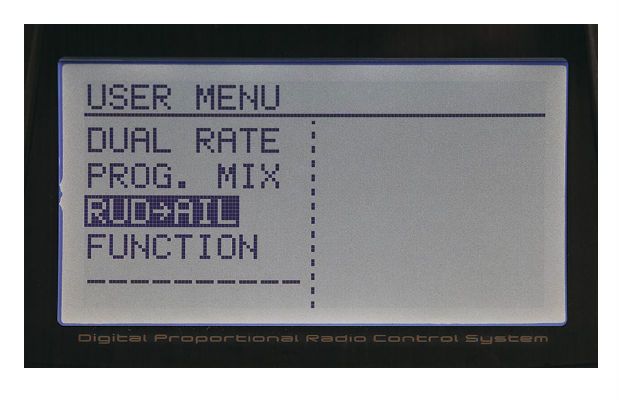 USER MENU
DUAL RATE
PROG. MIX
RUD→AIL
FUNCTION
----------
Digital Proportional Radio Control System